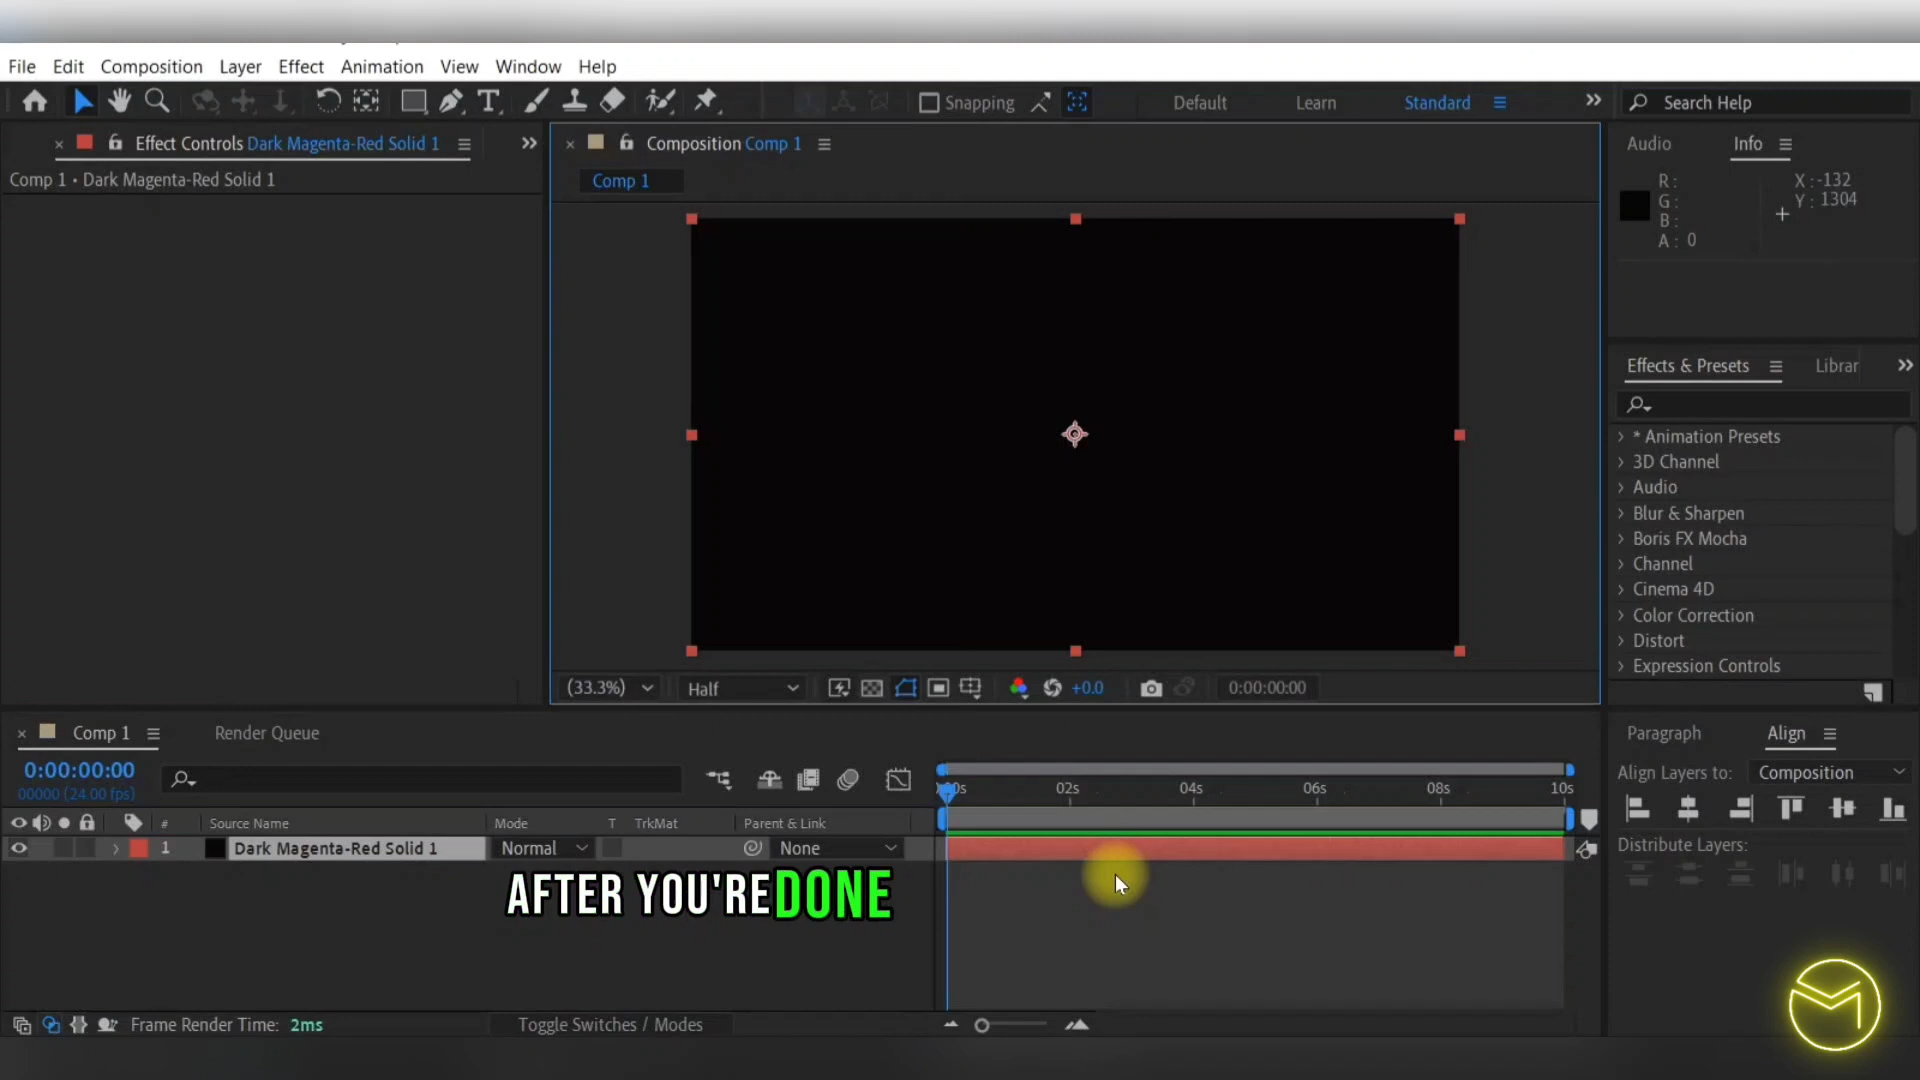 File Edit Composition Layer Effect Animation View Window Help
Snapping Default Learn Standard Search Help
Effect Controls Dark Magenta-Red Solid 1
Composition Comp 1
Audio Info
Comp 1 • Dark Magenta-Red Solid 1
Comp 1
R :
G :
B :
A : 0
X : -132
Y : 1304
Effects & Presets Librar
* Animation Presets
3D Channel
Audio
Blur & Sharpen
Boris FX Mocha
Channel
Cinema 4D
Color Correction
Distort
Expression Controls
(33.3%) Half +0.0 0:00:00:00
Comp 1 Render Queue
Paragraph Align
0:00:00:00
00000 (24.00 fps)
Align Layers to: Composition
02s 04s 06s 08s 10s
# Source Name Mode T TrkMat Parent & Link
1 Dark Magenta-Red Solid 1 Normal None
Distribute Layers:
AFTER YOU'RE DONE
Frame Render Time: 2ms
Toggle Switches / Modes